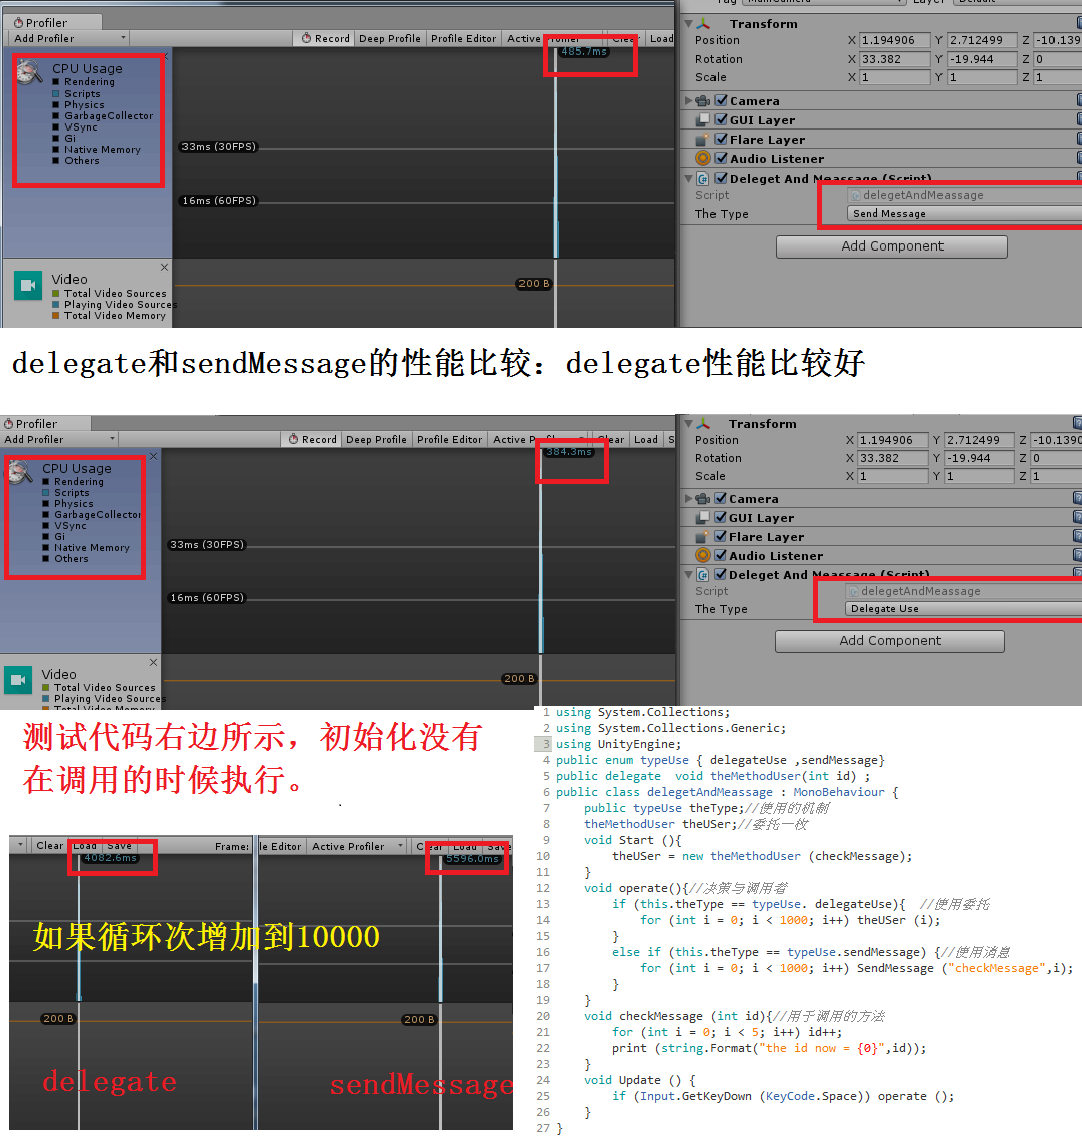 Profiler
Add Profiler
Record
Deep Profile
Profile Editor
Active
Clear
Load
485.7ms
CPU Usage
Rendering
Scripts
Physics
GarbageCollector
VSync
Gi
Native Memory
Others
33ms (30FPS)
16ms (60FPS)
Video
Total Video Sources
Playing Video Sources
Total Video Memory
200 B
Transform
Position X 1.194906 Y 2.712499 Z -10.139
Rotation X 33.382 Y -19.944 Z 0
Scale X 1 Y 1 Z 1
Camera
GUI Layer
Flare Layer
Audio Listener
Deleget And Meassage (Script)
Script delegetAndMeassage
The Type Send Message
Add Component
delegate和sendMessage的性能比较：delegate性能比较好
Profiler
Add Profiler
Record
Deep Profile
Profile Editor
Clear
Load
384.3ms
CPU Usage
Rendering
Scripts
Physics
GarbageCollector
VSync
Gi
Native Memory
Others
33ms (30FPS)
16ms (60FPS)
Video
Total Video Sources
Playing Video Sources
200 B
Transform
Position X 1.194906 Y 2.712499 Z -10.1390
Rotation X 33.382 Y -19.944 Z 0
Scale X 1 Y 1 Z 1
Camera
GUI Layer
Flare Layer
Audio Listener
Deleget And Meassage (Script)
Script delegetAndMeassage
The Type Delegate Use
Add Component
测试代码右边所示，初始化没有
在调用的时候执行。
Clear
Load
Save
Frame:
4082.6ms
le Editor
Active Profiler
Clear
Load
Save
5596.0ms
如果循环次增加到10000
200 B
200 B
delegate
sendMessage
1 using System.Collections;
2 using System.Collections.Generic;
3 using UnityEngine;
4 public enum typeUse { delegateUse ,sendMessage}
5 public delegate  void theMethodUser(int id) ;
6 public class delegetAndMeassage : MonoBehaviour {
7     public typeUse theType;//使用的机制
8     theMethodUser theUSer;//委托一枚
9     void Start (){
10         theUSer = new theMethodUser (checkMessage);
11     }
12     void operate(){//决策与调用者
13         if (this.theType == typeUse. delegateUse){  //使用委托
14             for (int i = 0; i < 1000; i++) theUSer (i);
15         }
16         else if (this.theType == typeUse.sendMessage) {//使用消息
17             for (int i = 0; i < 1000; i++) SendMessage ("checkMessage",i);
18         }
19     }
20     void checkMessage (int id){//用于调用的方法
21         for (int i = 0; i < 5; i++) id++;
22         print (string.Format("the id now = {0}",id));
23     }
24     void Update () {
25         if (Input.GetKeyDown (KeyCode.Space)) operate ();
26     }
27 }